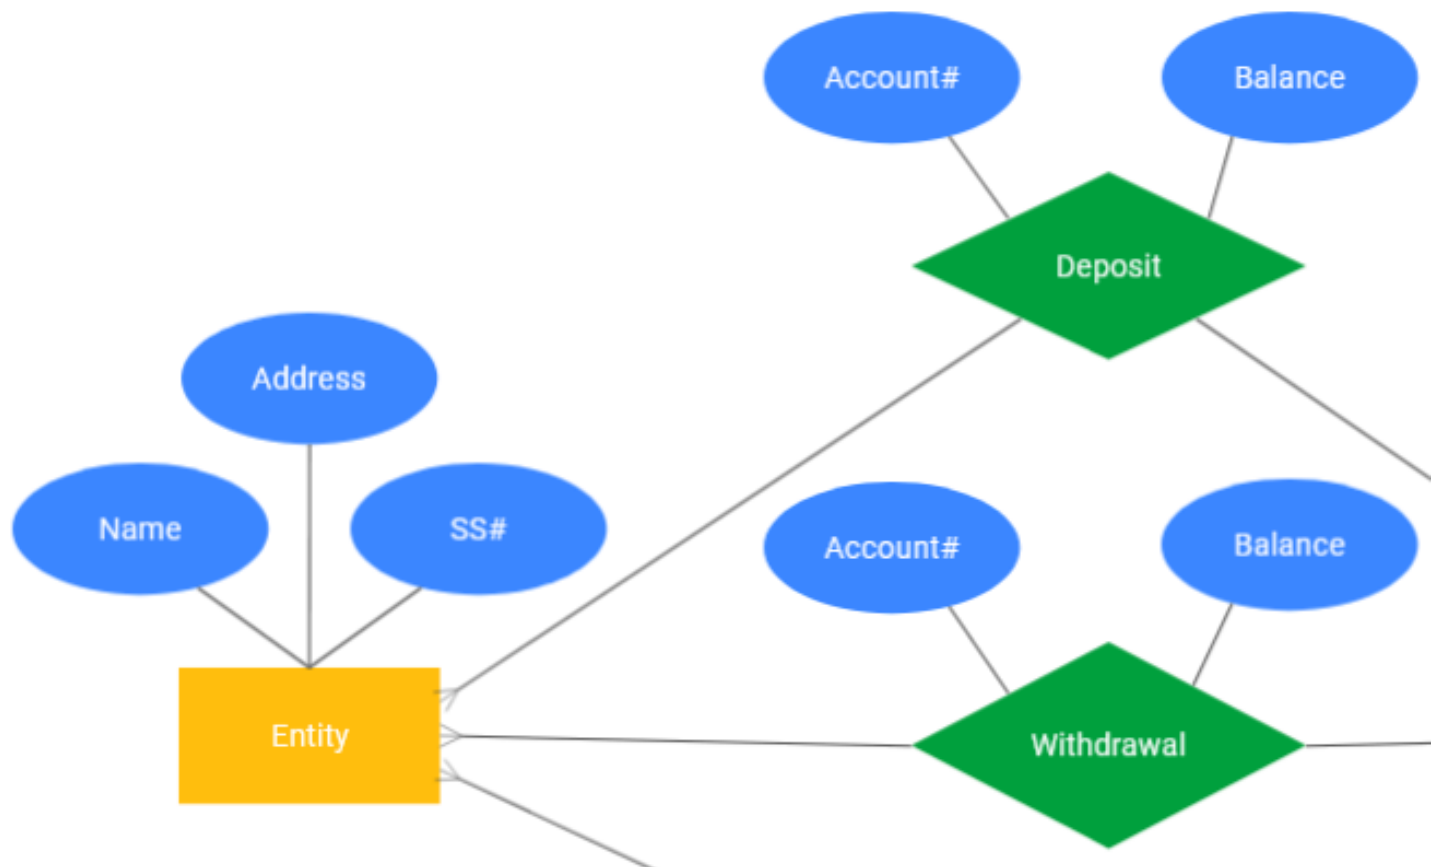 Account#
Balance
Deposit
Address
Name
SS#
Account#
Balance
Entity
Withdrawal